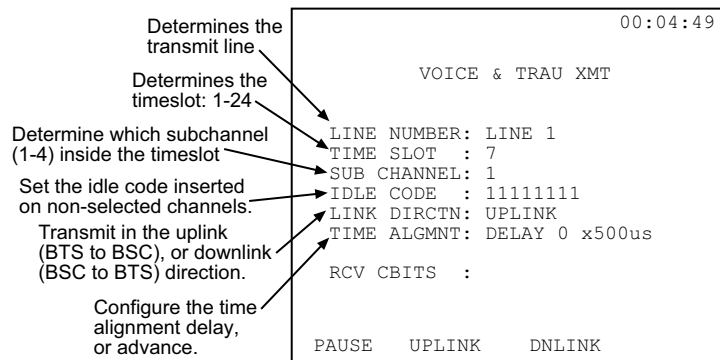 Determines the
transmit line
Determines the
timeslot: 1-24
Determine which subchannel
(1-4) inside the timeslot
Set the idle code inserted
on non-selected channels.
Transmit in the uplink
(BTS to BSC), or downlink
(BSC to BTS) direction.
Configure the time
alignment delay,
or advance.
00:04:49
VOICE & TRAU XMT
LINE NUMBER: LINE 1
TIME SLOT : 7
SUB CHANNEL: 1
IDLE CODE : 11111111
LINK DIRCTN: UPLINK
TIME ALGMNT: DELAY 0 x500us
RCV CBITS :
PAUSE UPLINK DNLINK